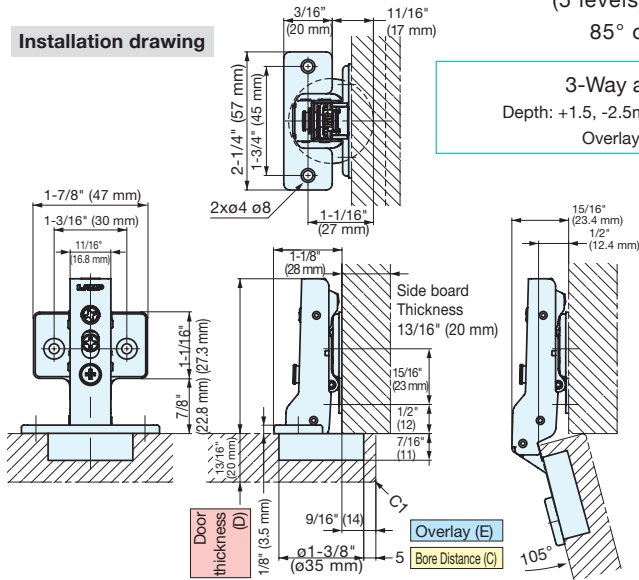 3/16"
(20 mm)
11/16"
(17 mm)
(5 levels
85° o
Installation drawing
2-1/4" (57 mm)
1-3/4" (45 mm)
3-Way a
Depth: +1.5, -2.5m
Overlay
2xø4 ø8
1-1/16"
(27 mm)
1-7/8" (47 mm)
1-3/16" (30 mm)
11/16"
(16.8 mm)
LAMP
1-1/16"
(27.3 mm)
7/8"
(22.8 mm)
1-1/8"
(28 mm)
Side board
Thickness
13/16" (20 mm)
15/16"
(23 mm)
1/2"
(12)
7/16"
(11)
15/16"
(23.4 mm)
1/2"
(12.4 mm)
13/16"
(20 mm)
C1
Door
thickness
(D)
1/8" (3.5 mm)
9/16" (14)
ø1-3/8"
(ø35 mm)
5
Overlay (E)
Bore Distance (C)
105°